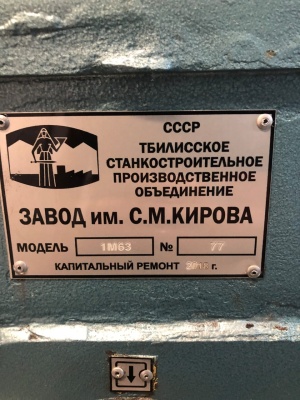 СССР
ТБИЛИССКОЕ
СТАНКОСТРОИТЕЛЬНОЕ
ПРОИЗВОДСТВЕННОЕ
ОБЪЕДИНЕНИЕ
ЗАВОД им. С.М.КИРОВА
МОДЕЛЬ 1М63 № 77
КАПИТАЛЬНЫЙ РЕМОНТ г.